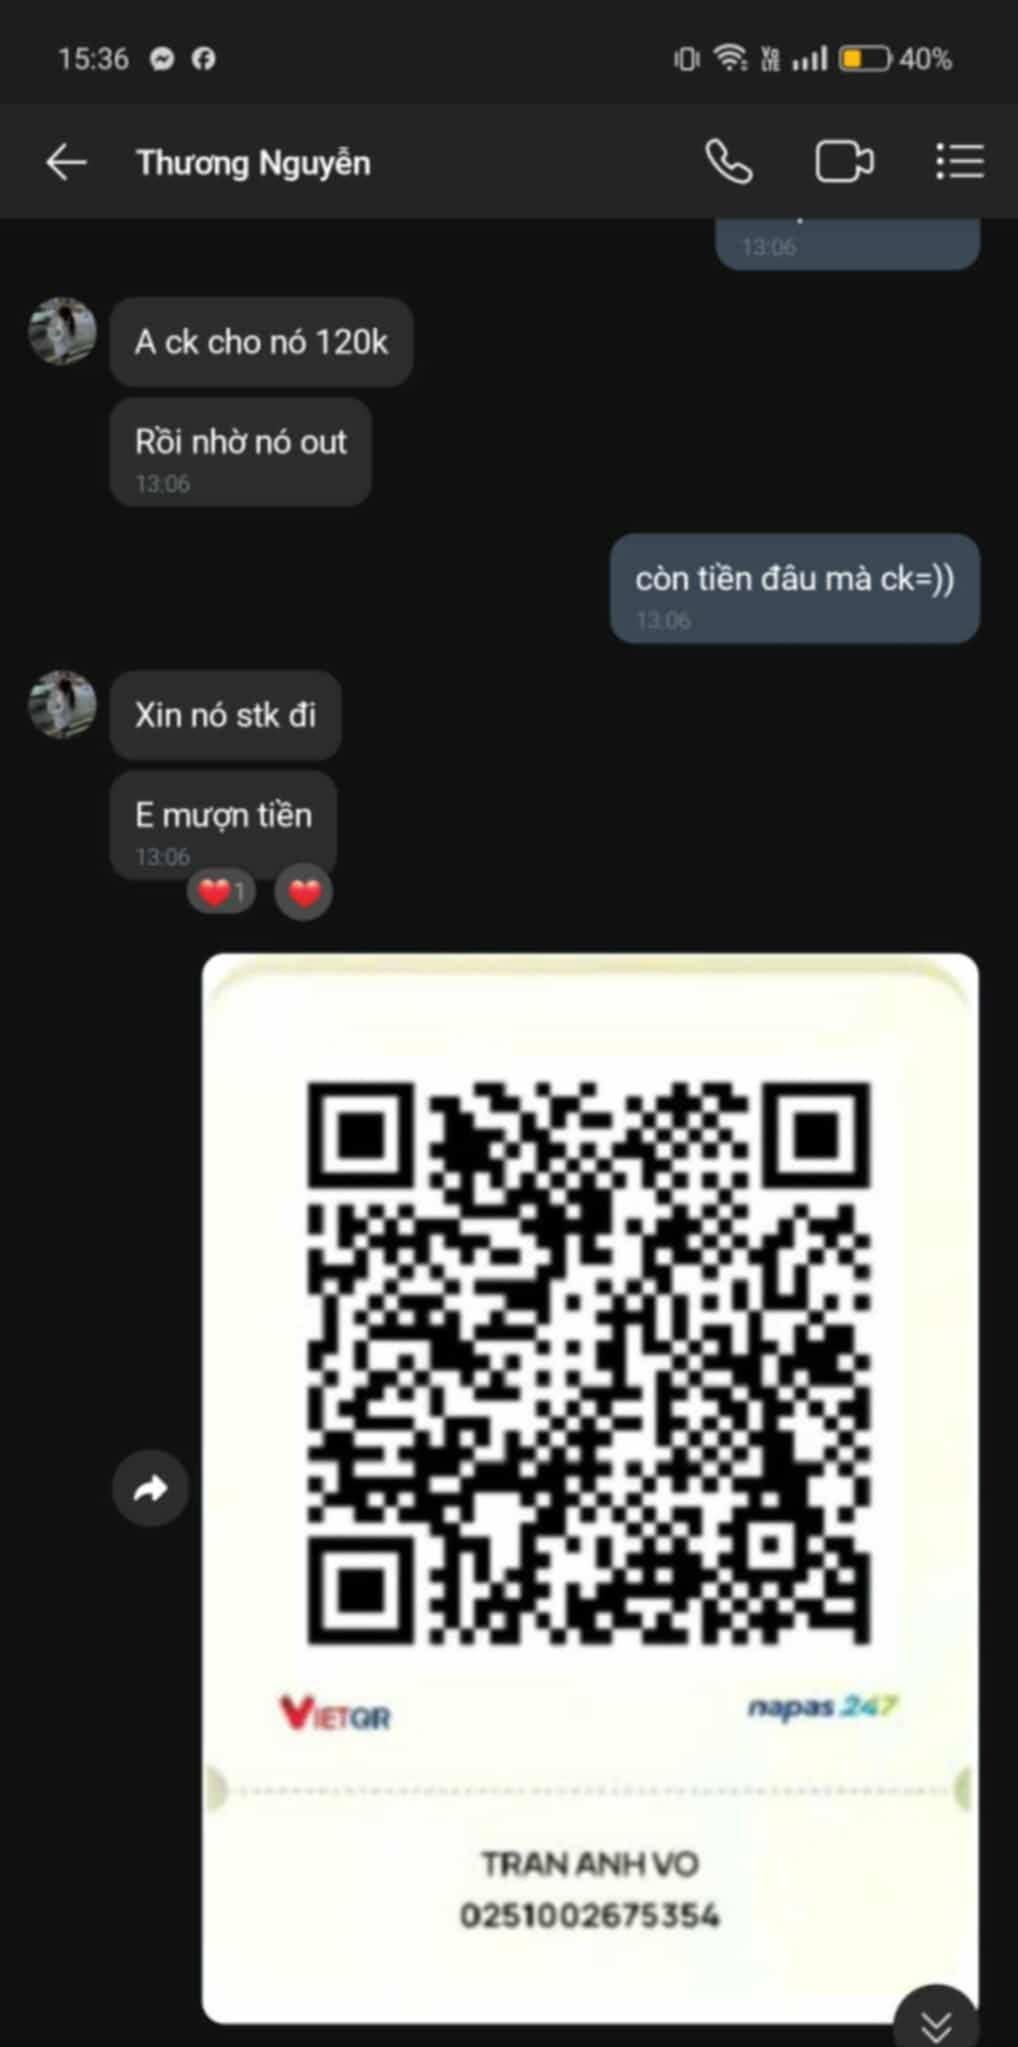 15:36
Vo
LTE
40%
Thương Nguyễn
13:06
A ck cho nó 120k
Rồi nhờ nó out
13:06
còn tiền đâu mà ck=))
13:06
Xin nó stk đi
E mượn tiền
13:06
1
VIETQR
napas 247
TRAN ANH VO
0251002675354